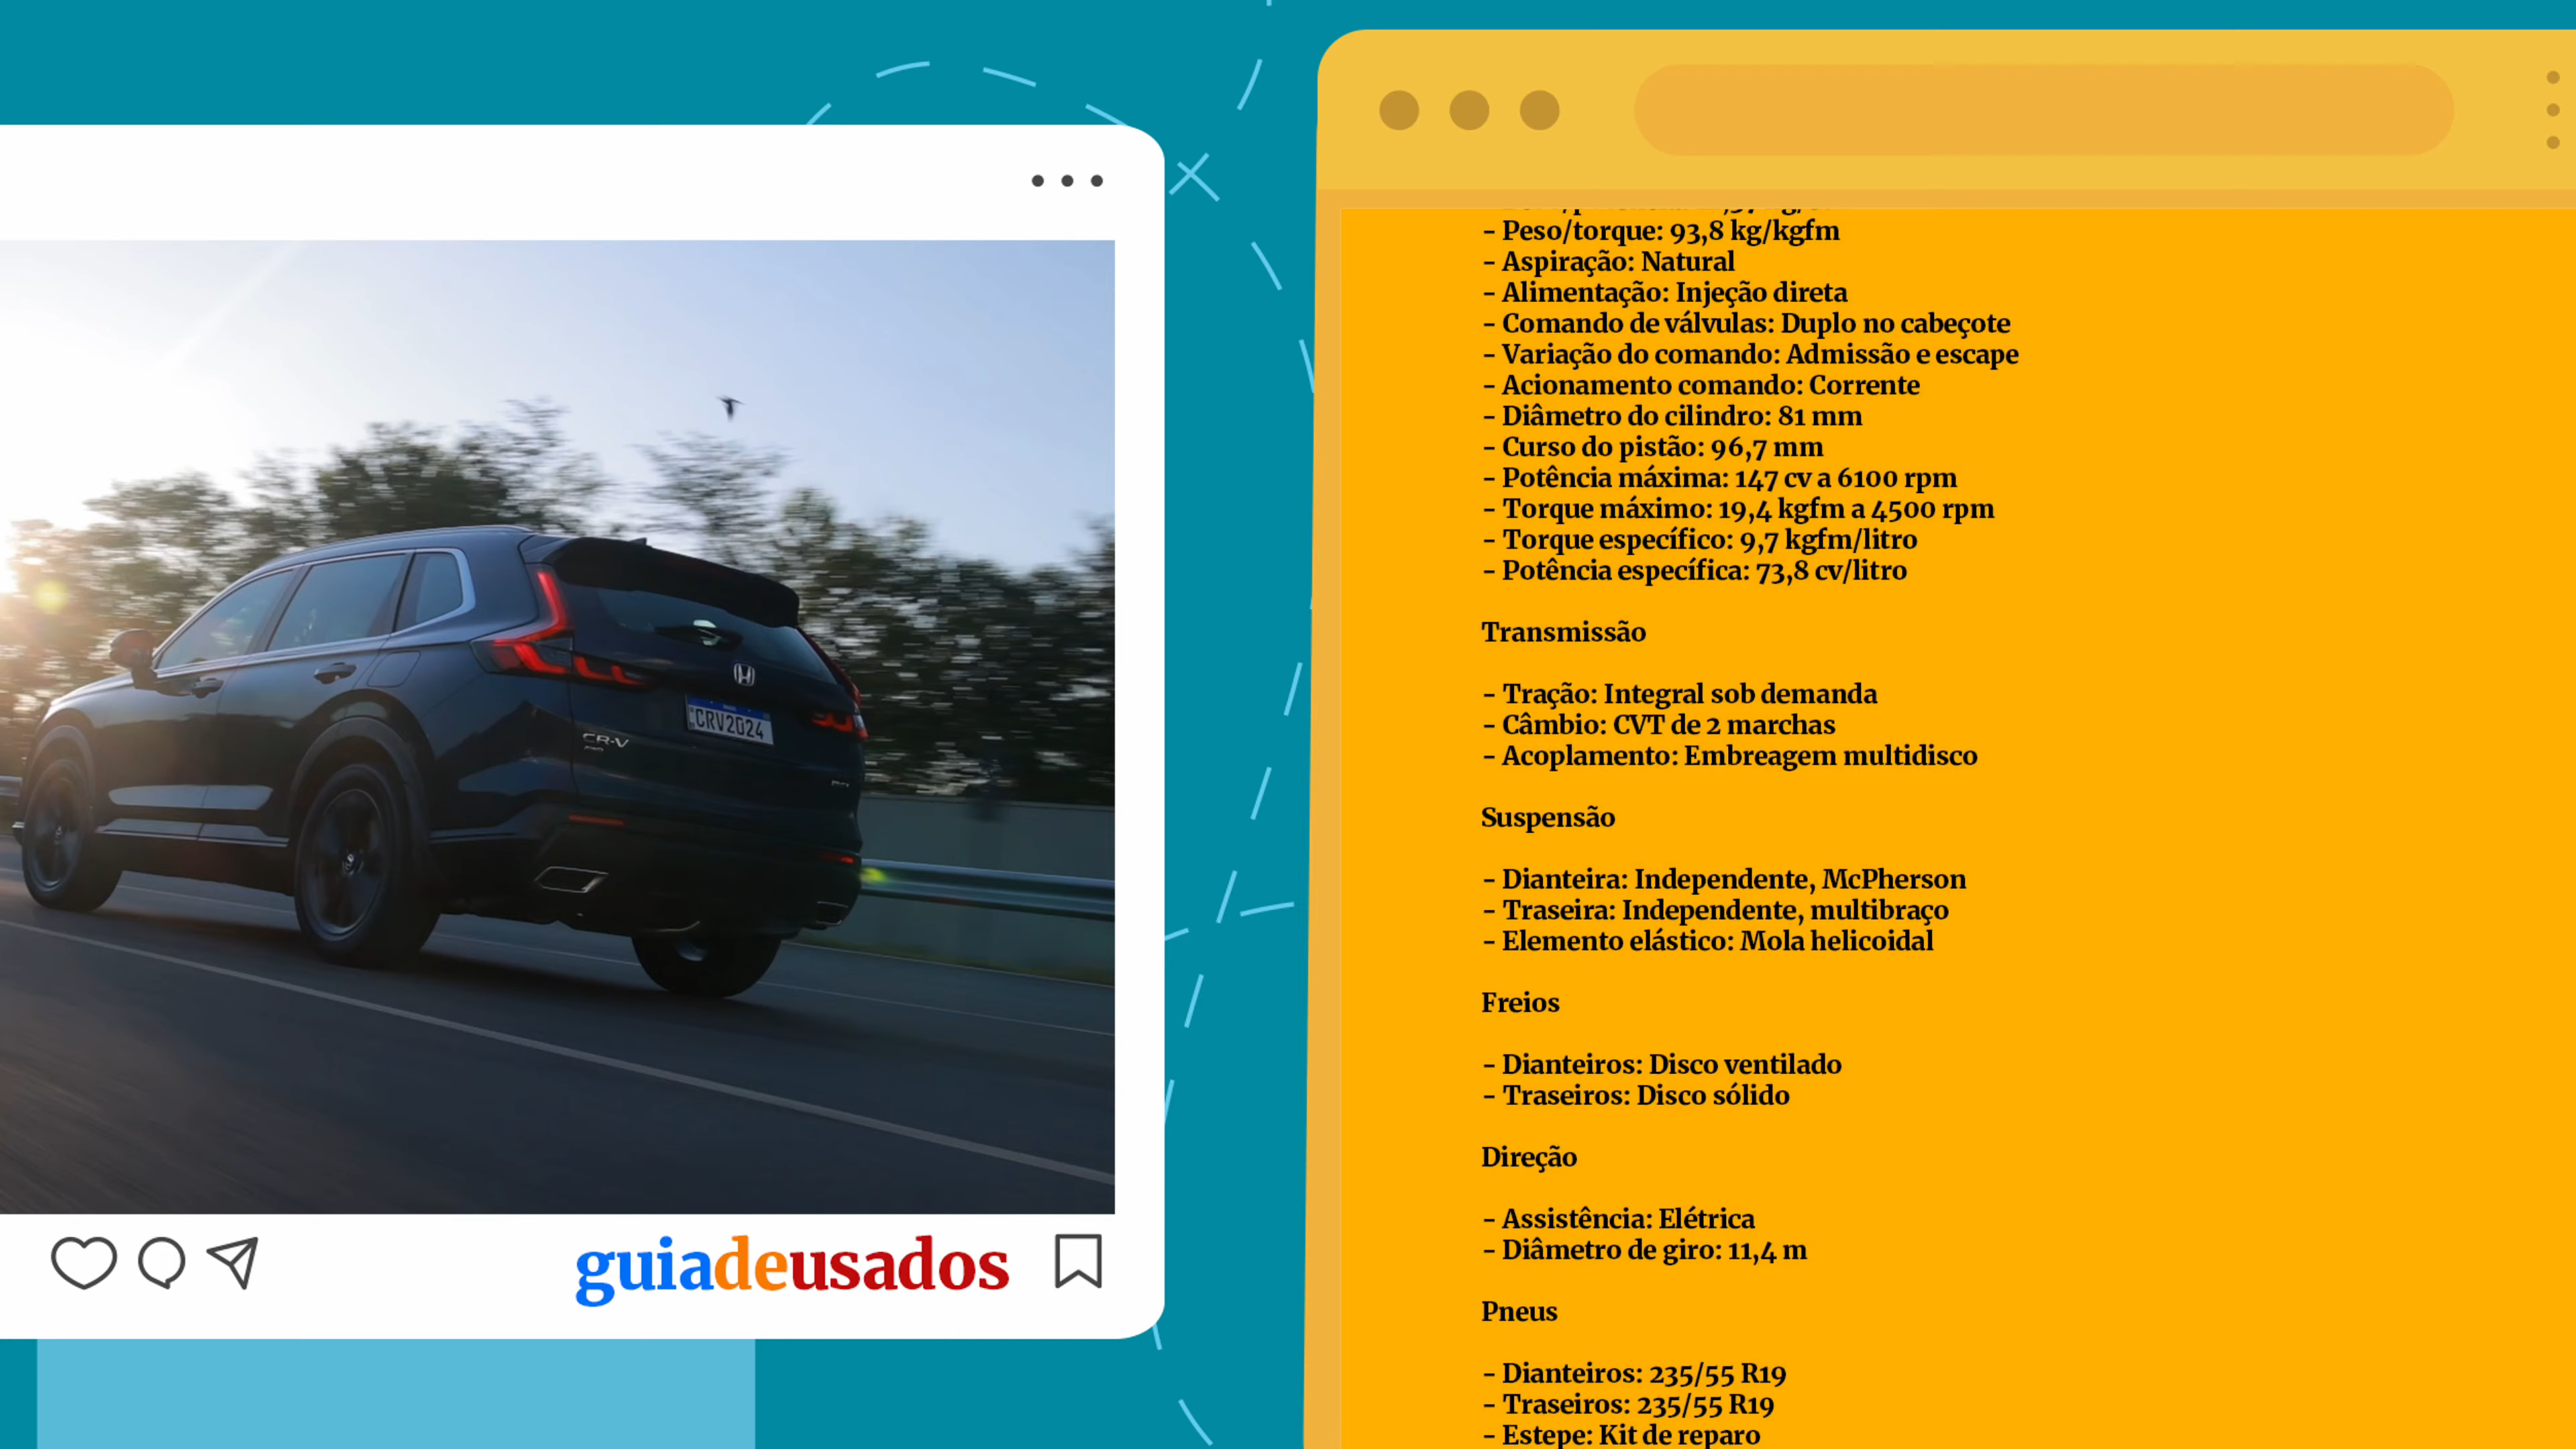 CRV2024
CR-V
guiadeusados
- Peso/torque: 93,8 kg/kgfm
- Aspiração: Natural
- Alimentação: Injeção direta
- Comando de válvulas: Duplo no cabeçote
- Variação do comando: Admissão e escape
- Acionamento comando: Corrente
- Diâmetro do cilindro: 81 mm
- Curso do pistão: 96,7 mm
- Potência máxima: 147 cv a 6100 rpm
- Torque máximo: 19,4 kgfm a 4500 rpm
- Torque específico: 9,7 kgfm/litro
- Potência específica: 73,8 cv/litro
Transmissão
- Tração: Integral sob demanda
- Câmbio: CVT de 2 marchas
- Acoplamento: Embreagem multidisco
Suspensão
- Dianteira: Independente, McPherson
- Traseira: Independente, multibraço
- Elemento elástico: Mola helicoidal
Freios
- Dianteiros: Disco ventilado
- Traseiros: Disco sólido
Direção
- Assistência: Elétrica
- Diâmetro de giro: 11,4 m
Pneus
- Dianteiros: 235/55 R19
- Traseiros: 235/55 R19
- Estepe: Kit de reparo